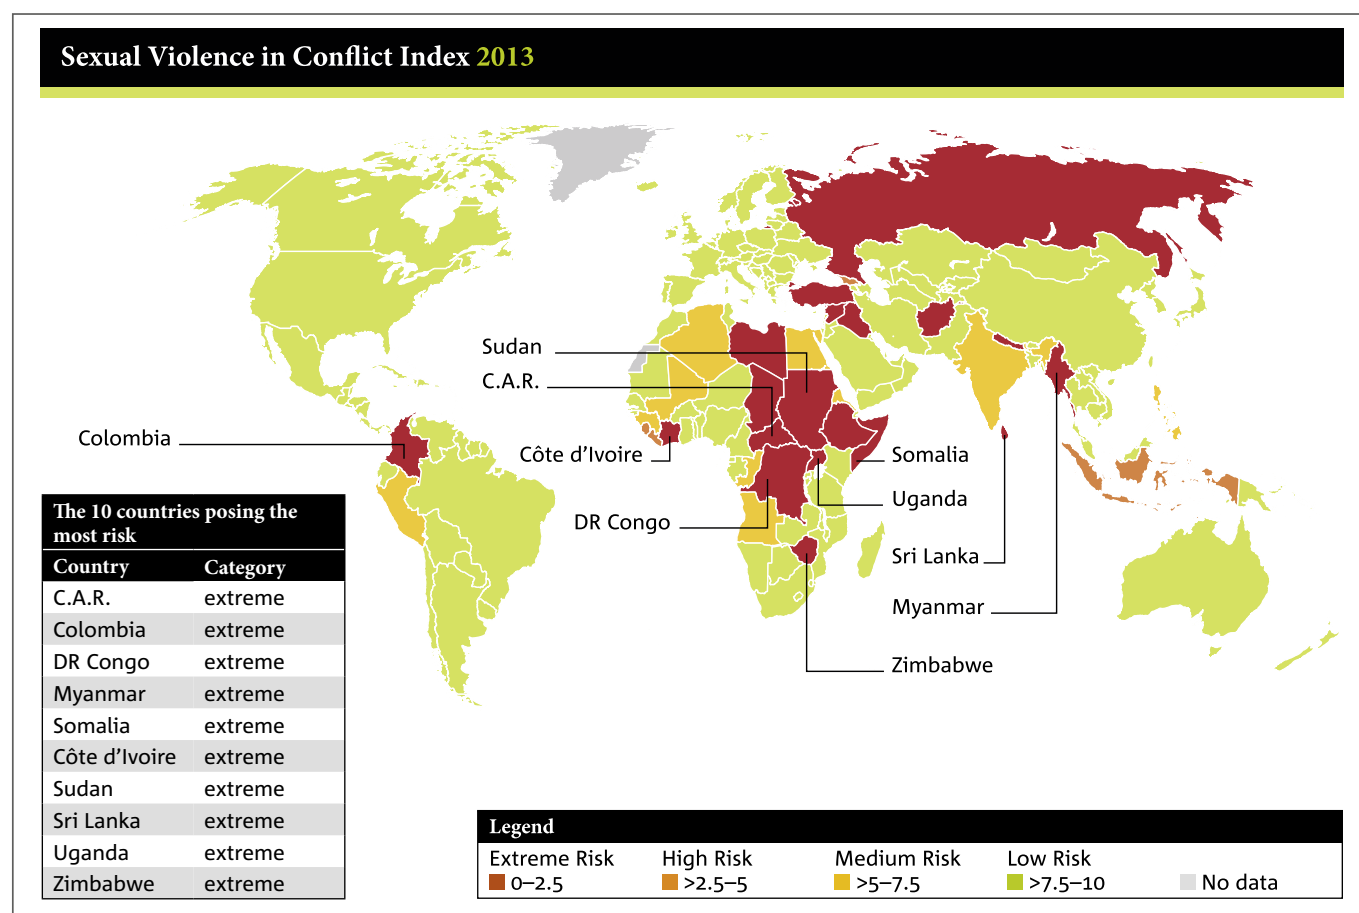 Sexual Violence in Conflict Index 2013
Sudan
C.A.R.
Colombia
Côte d’Ivoire
DR Congo
Somalia
Uganda
Sri Lanka
Myanmar
Zimbabwe
The 10 countries posing the
most risk
Country Category
C.A.R. extreme
Colombia extreme
DR Congo extreme
Myanmar extreme
Somalia extreme
Côte d’Ivoire extreme
Sudan extreme
Sri Lanka extreme
Uganda extreme
Zimbabwe extreme
Legend
Extreme Risk High Risk Medium Risk Low Risk
0–2.5 >2.5–5 >5–7.5 >7.5–10 No data